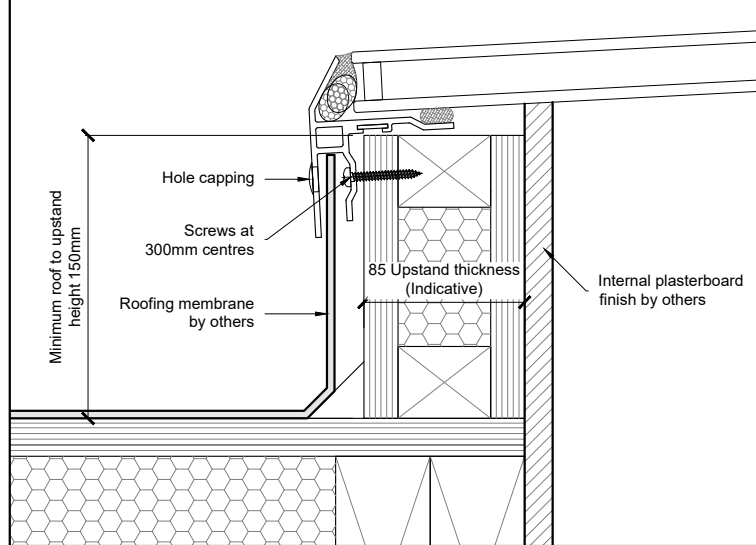 Hole capping
Screws at
300mm centres
Minimum roof to upstand
height 150mm
85 Upstand thickness
(Indicative)
Roofing membrane
by others
Internal plasterboard
finish by others